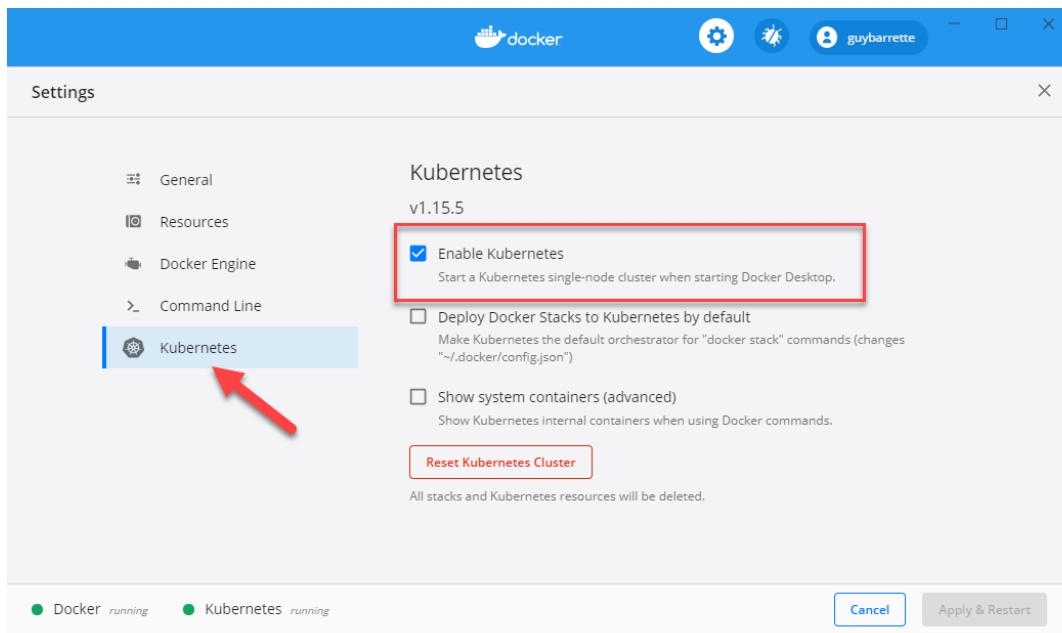 docker
guybarrette
Settings
General
Resources
Docker Engine
Command Line
Kubernetes
Kubernetes
v1.15.5
Enable Kubernetes
Start a Kubernetes single-node cluster when starting Docker Desktop.
Deploy Docker Stacks to Kubernetes by default
Make Kubernetes the default orchestrator for "docker stack" commands (changes
"~/.docker/config.json")
Show system containers (advanced)
Show Kubernetes internal containers when using Docker commands.
Reset Kubernetes Cluster
All stacks and Kubernetes resources will be deleted.
Docker running
Kubernetes running
Cancel
Apply & Restart